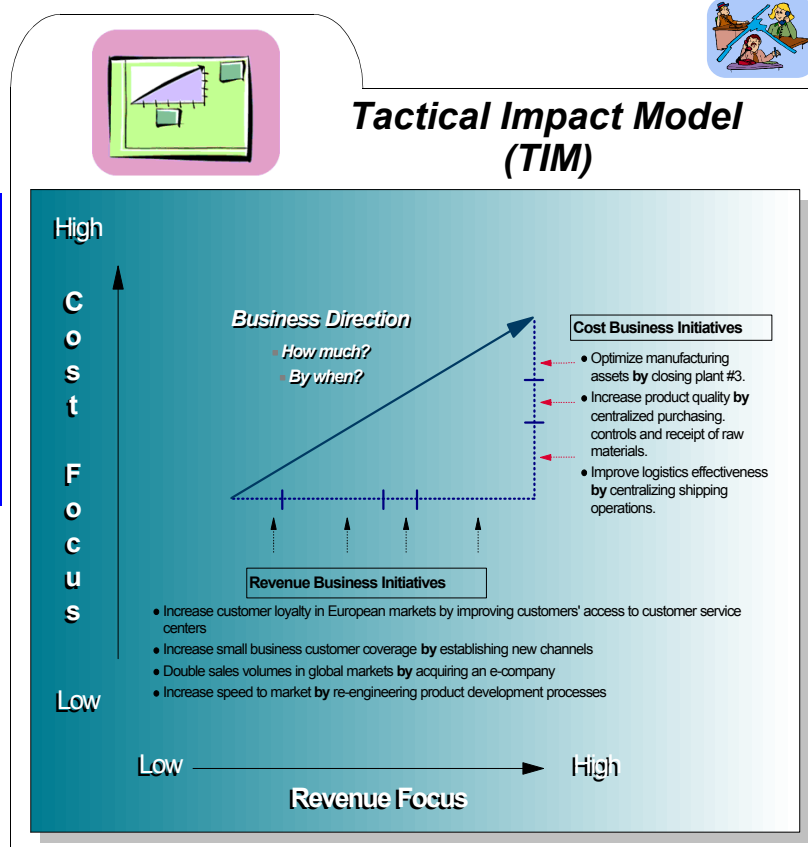 Tactical Impact Model
(TIM)
High
Cost Focus
Low
Business Direction
How much?
By when?
Cost Business Initiatives
● Optimize manufacturing
assets by closing plant #3.
● Increase product quality by
centralized purchasing.
controls and receipt of raw
materials.
● Improve logistics effectiveness
by centralizing shipping
operations.
Revenue Business Initiatives
● Increase customer loyalty in European markets by improving customers' access to customer service
centers
● Increase small business customer coverage by establishing new channels
● Double sales volumes in global markets by acquiring an e-company
● Increase speed to market by re-engineering product development processes
Low
High
Revenue Focus